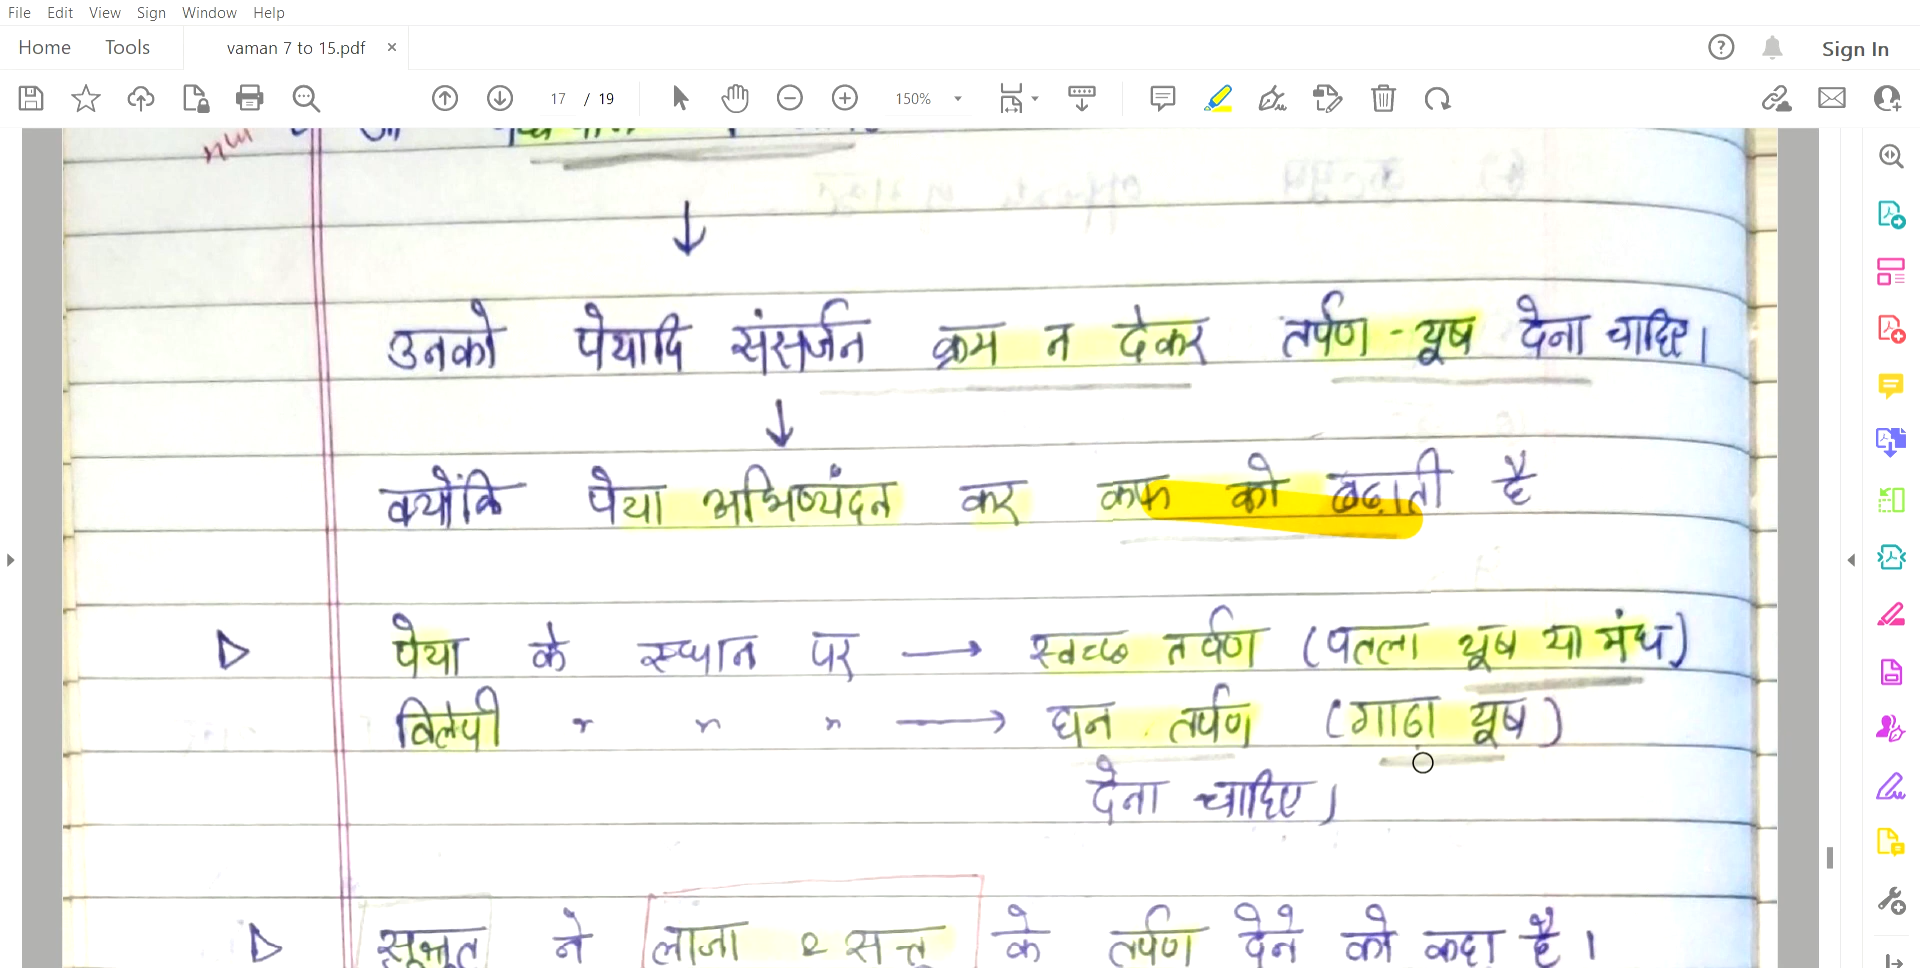 File Edit View Sign Window Help
Home Tools vaman 7 to 15.pdf × Sign In
17 / 19 150%
↓
उनको पेयादि संसर्जन क्रम न देकर तर्पण - यूष देना चाहिए।
↓
क्योंकि पेया अभिष्यंदन कर कफ को बढाती है
▷ पेया के स्थान पर → स्वच्छ तर्पण (पतला यूष या मंथ)
विलेपी " " " → घन तर्पण (गाढा यूष)
देना चाहिए।
▷ सुश्रुत ने लाजा व सत्तू के तर्पण देने को कहा है।